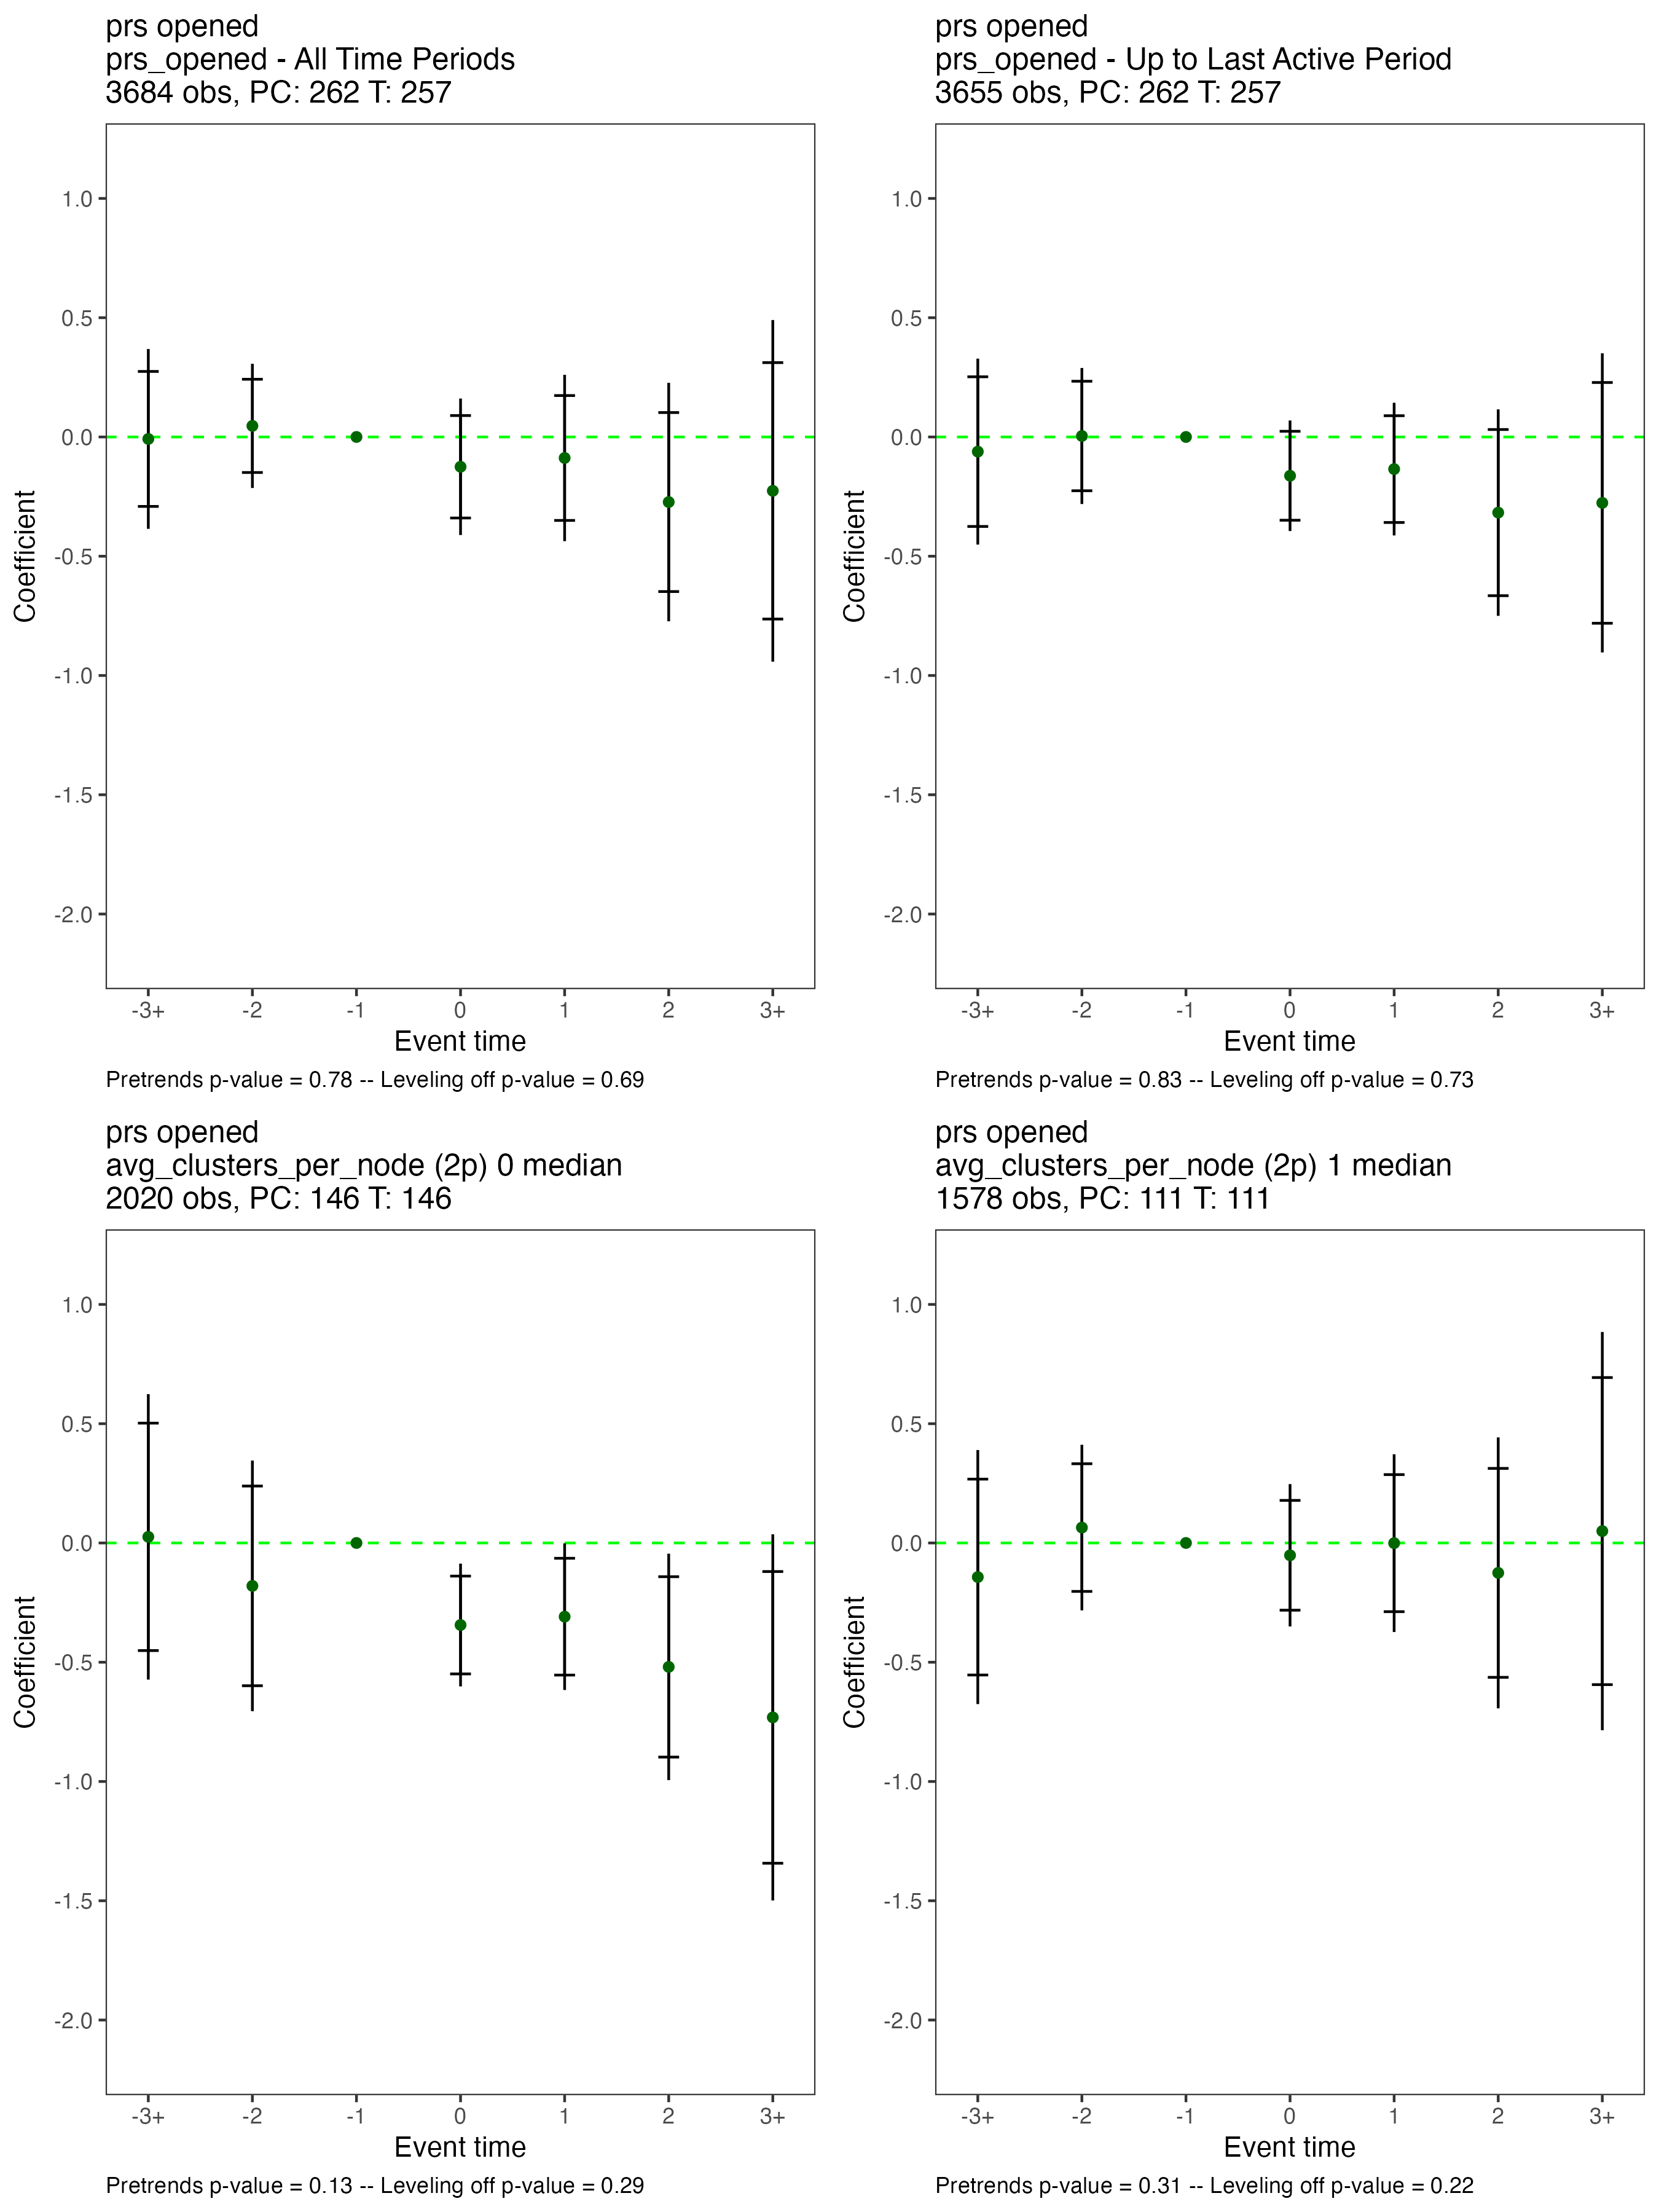 prs opened
prs_opened - All Time Periods
3684 obs, PC: 262 T: 257
Coefficient
1.0
0.5
0.0
-0.5
-1.0
-1.5
-2.0
-3+ -2 -1 0 1 2 3+
Event time
Pretrends p-value = 0.78 -- Leveling off p-value = 0.69
prs opened
prs_opened - Up to Last Active Period
3655 obs, PC: 262 T: 257
Coefficient
1.0
0.5
0.0
-0.5
-1.0
-1.5
-2.0
-3+ -2 -1 0 1 2 3+
Event time
Pretrends p-value = 0.83 -- Leveling off p-value = 0.73
prs opened
avg_clusters_per_node (2p) 0 median
2020 obs, PC: 146 T: 146
Coefficient
1.0
0.5
0.0
-0.5
-1.0
-1.5
-2.0
-3+ -2 -1 0 1 2 3+
Event time
Pretrends p-value = 0.13 -- Leveling off p-value = 0.29
prs opened
avg_clusters_per_node (2p) 1 median
1578 obs, PC: 111 T: 111
Coefficient
1.0
0.5
0.0
-0.5
-1.0
-1.5
-2.0
-3+ -2 -1 0 1 2 3+
Event time
Pretrends p-value = 0.31 -- Leveling off p-value = 0.22